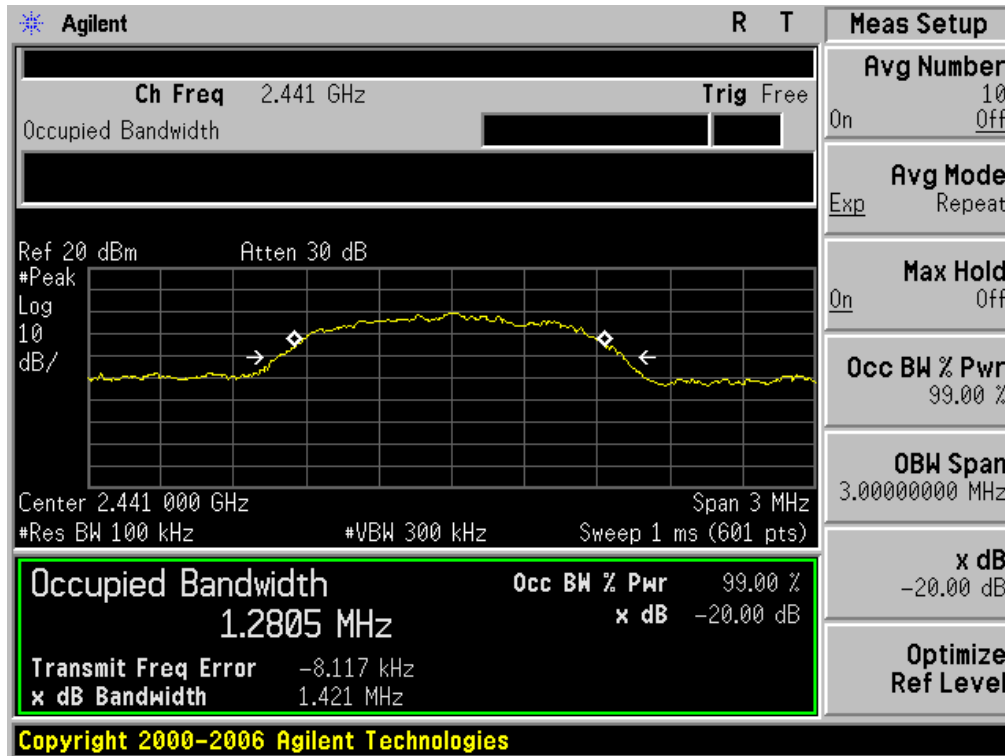 Agilent R T
Ch Freq 2.441 GHz Trig Free
Occupied Bandwidth
Ref 20 dBm Atten 30 dB
#Peak
Log
10
dB/
Center 2.441 000 GHz Span 3 MHz
#Res BW 100 kHz #VBW 300 kHz Sweep 1 ms (601 pts)
Occupied Bandwidth Occ BW % Pwr 99.00 %
1.2805 MHz x dB -20.00 dB
Transmit Freq Error -8.117 kHz
x dB Bandwidth 1.421 MHz
Copyright 2000-2006 Agilent Technologies
Meas Setup
Avg Number
10
On Off
Avg Mode
Exp Repeat
Max Hold
On Off
Occ BW % Pwr
99.00 %
OBW Span
3.00000000 MHz
x dB
-20.00 dB
Optimize
Ref Level